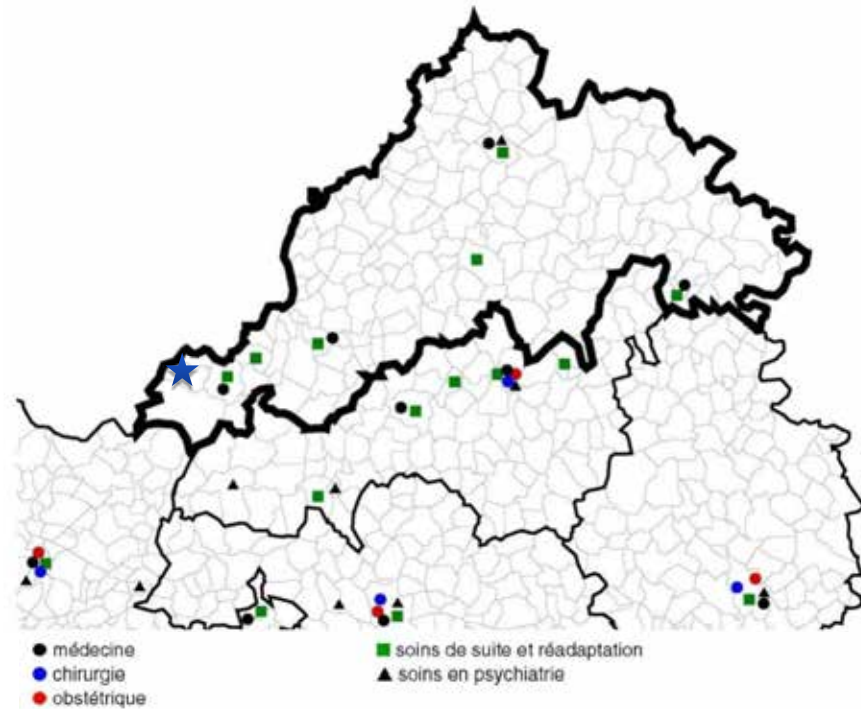 médecine
chirurgie
obstétrique
soins de suite et réadaptation
soins en psychiatrie